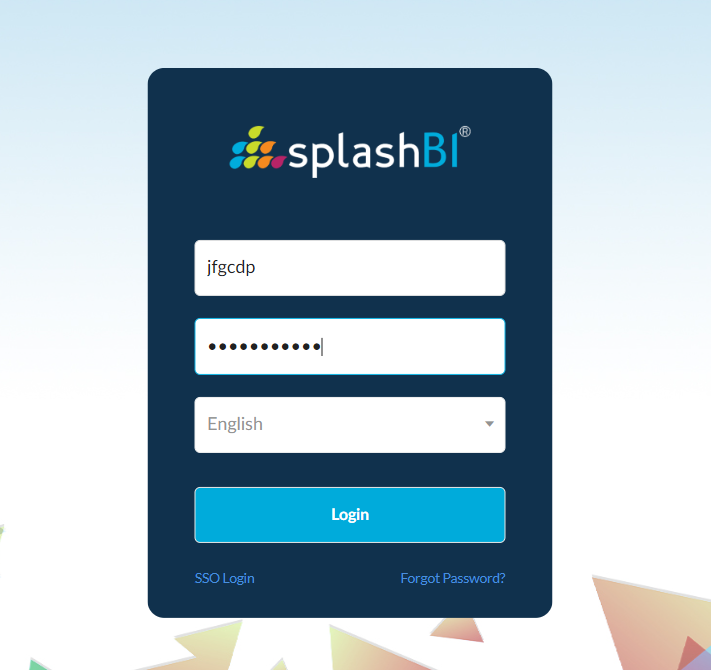 splashBI®
jfgcdp
•••••••••••
English
Login
SSO Login
Forgot Password?